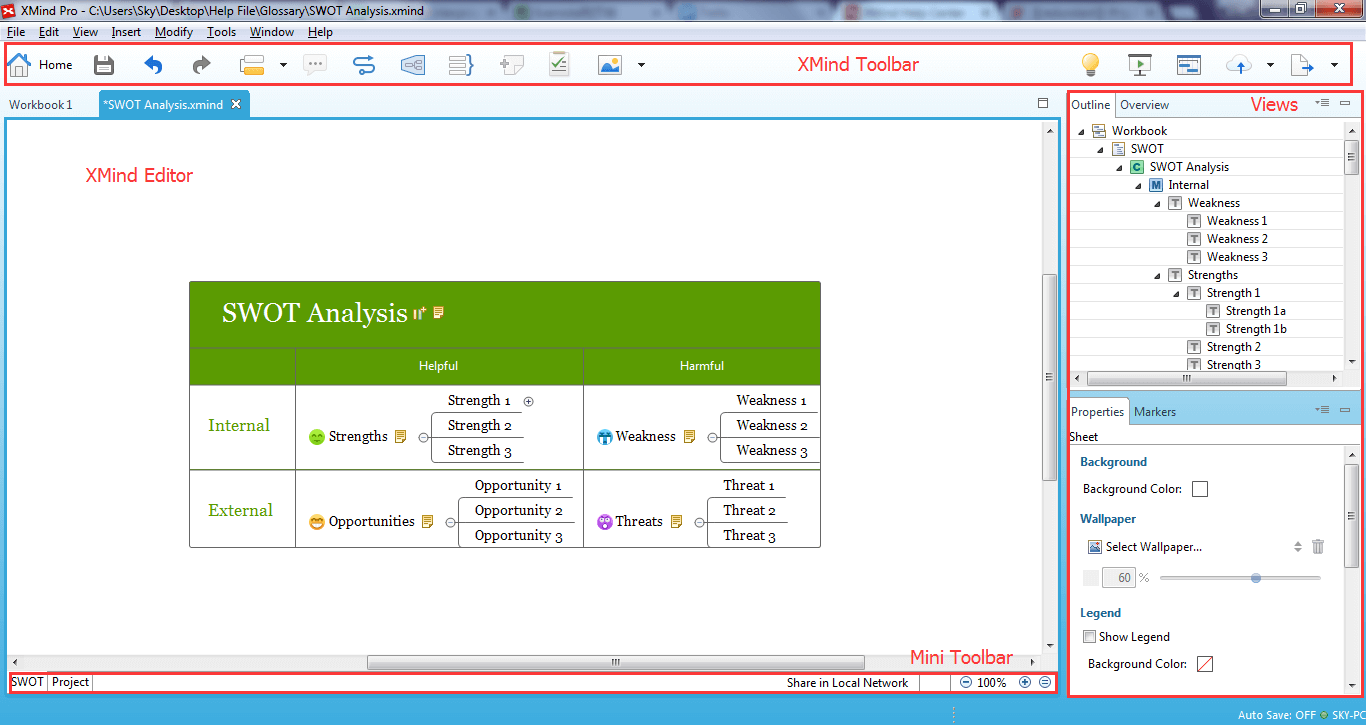 XMind Pro - C:\Users\Sky\Desktop\Help File\Glossary\SWOT Analysis.xmind
File Edit View Insert Modify Tools Window Help
Home
XMind Toolbar
Workbook 1
*SWOT Analysis.xmind
XMind Editor
SWOT Analysis
Helpful
Harmful
Internal
Strengths
Strength 1
Strength 2
Strength 3
Weakness
Weakness 1
Weakness 2
Weakness 3
External
Opportunities
Opportunity 1
Opportunity 2
Opportunity 3
Threats
Threat 1
Threat 2
Threat 3
Mini Toolbar
SWOT Project
Share in Local Network
100%
Outline Overview
Views
Workbook
SWOT
C SWOT Analysis
M Internal
T Weakness
T Weakness 1
T Weakness 2
T Weakness 3
T Strengths
T Strength 1
T Strength 1a
T Strength 1b
T Strength 2
T Strength 3
Properties Markers
Sheet
Background
Background Color:
Wallpaper
Select Wallpaper...
60 %
Legend
Show Legend
Background Color:
Auto Save: OFF SKY-PC